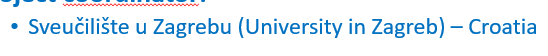 • Sveučilište u Zagrebu (University in Zagreb) – Croatia